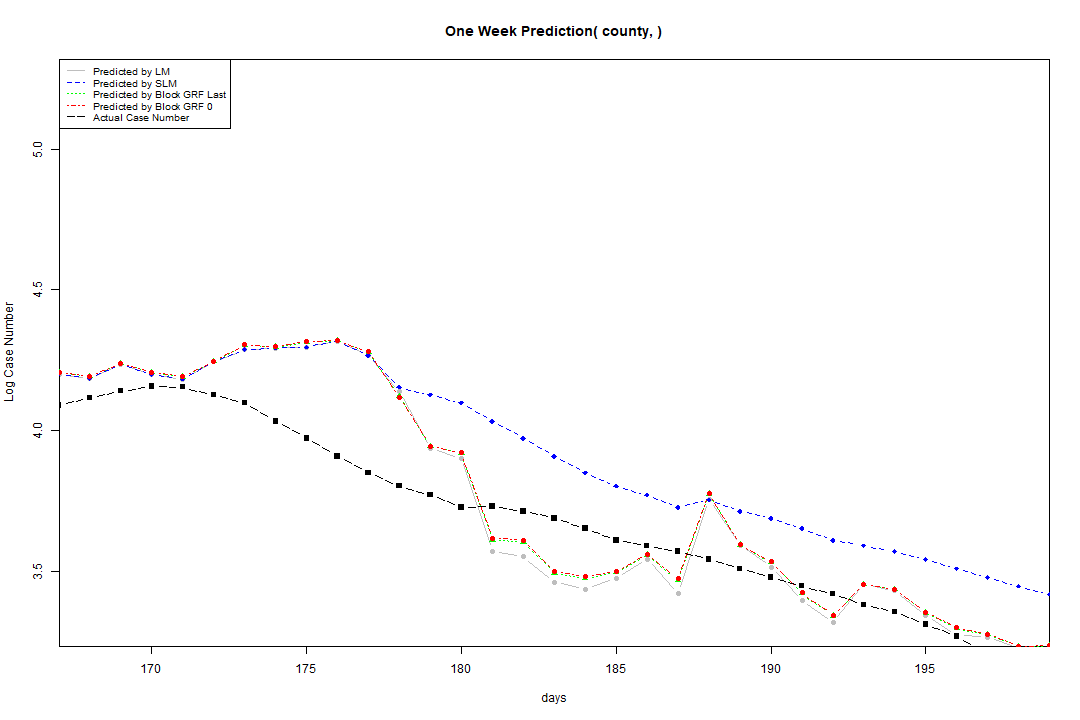 One Week Prediction( county, )
Predicted by LM
Predicted by SLM
Predicted by Block GRF Last
Predicted by Block GRF 0
Actual Case Number
Log Case Number
5.0
4.5
4.0
3.5
170 175 180 185 190 195
days